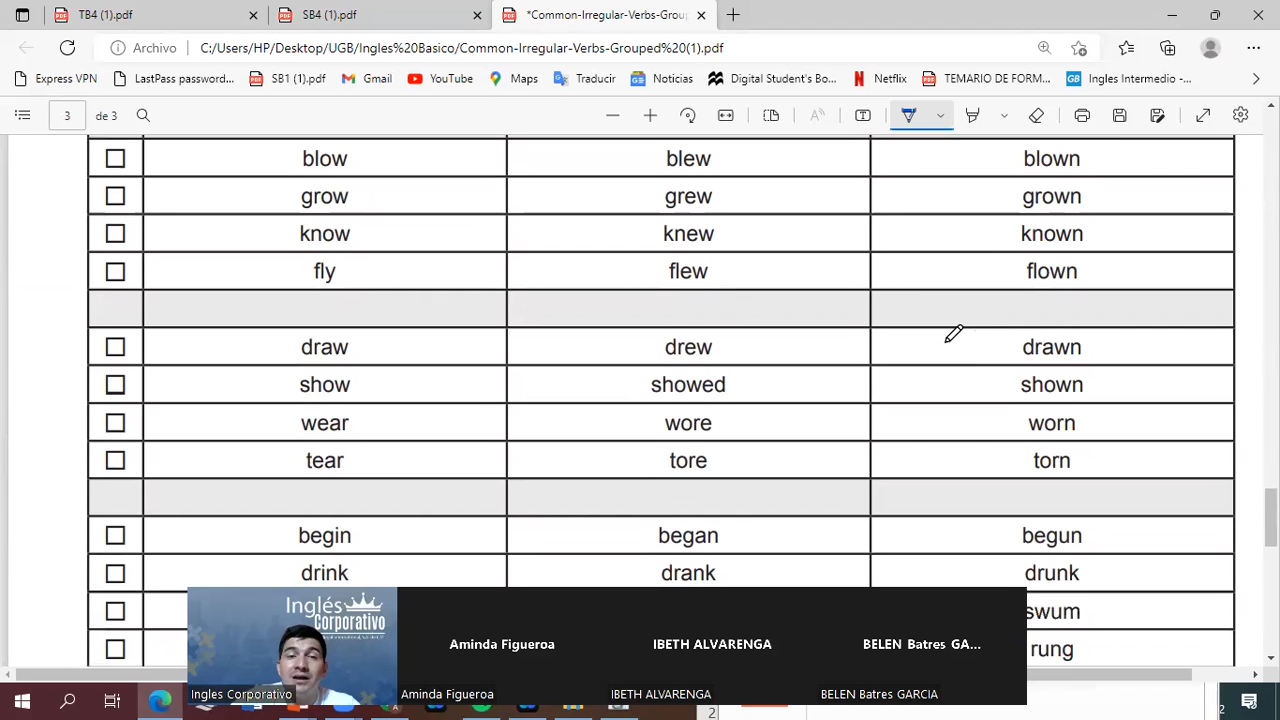 TB4 (1).pdf
SB4 (1).pdf
*Common-Irregular-Verbs-Grou
Archivo
C:/Users/HP/Desktop/UGB/Ingles%20Basico/Common-Irregular-Verbs-Grouped%20(1).pdf
Express VPN
LastPass password...
SB1 (1).pdf
Gmail
YouTube
Maps
Traducir
Noticias
Digital Student's Bo...
Netflix
TEMARIO DE FORM...
Ingles Intermedio -...
3 de 3
blow blew blown
grow grew grown
know knew known
fly flew flown
draw drew drawn
show showed shown
wear wore worn
tear tore torn
begin began begun
drink drank drunk
swum
rung
Inglés
Corporativo
Aminda Figueroa
IBETH ALVARENGA
BELEN Batres GA...
Ingles Corporativo
Aminda Figueroa
IBETH ALVARENGA
BELEN Batres GARCIA
2
2